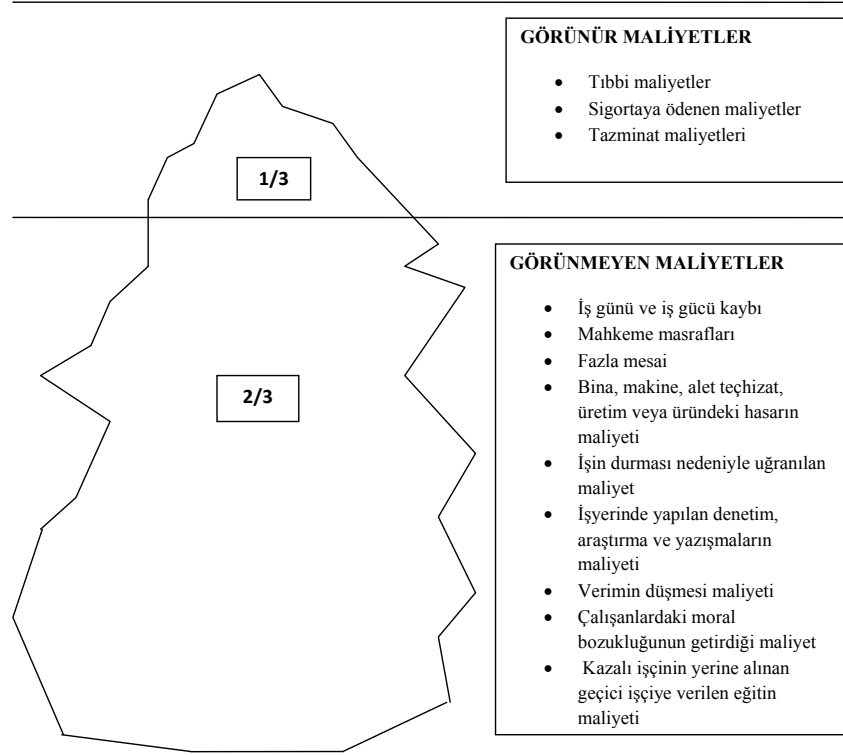 GÖRÜNÜR MALİYETLER
• Tıbbi maliyetler
• Sigortaya ödenen maliyetler
• Tazminat maliyetleri
1/3
GÖRÜNMEYEN MALİYETLER
• İş günü ve iş gücü kaybı
• Mahkeme masrafları
• Fazla mesai
• Bina, makine, alet teçhizat,
üretim veya üründeki hasarın
maliyeti
• İşin durması nedeniyle uğranılan
maliyet
• İşyerinde yapılan denetim,
araştırma ve yazışmaların
maliyeti
• Verimin düşmesi maliyeti
• Çalışanlardaki moral
bozukluğunun getirdiği maliyet
• Kazalı işçinin yerine alınan
geçici işçiye verilen eğitin
maliyeti
2/3